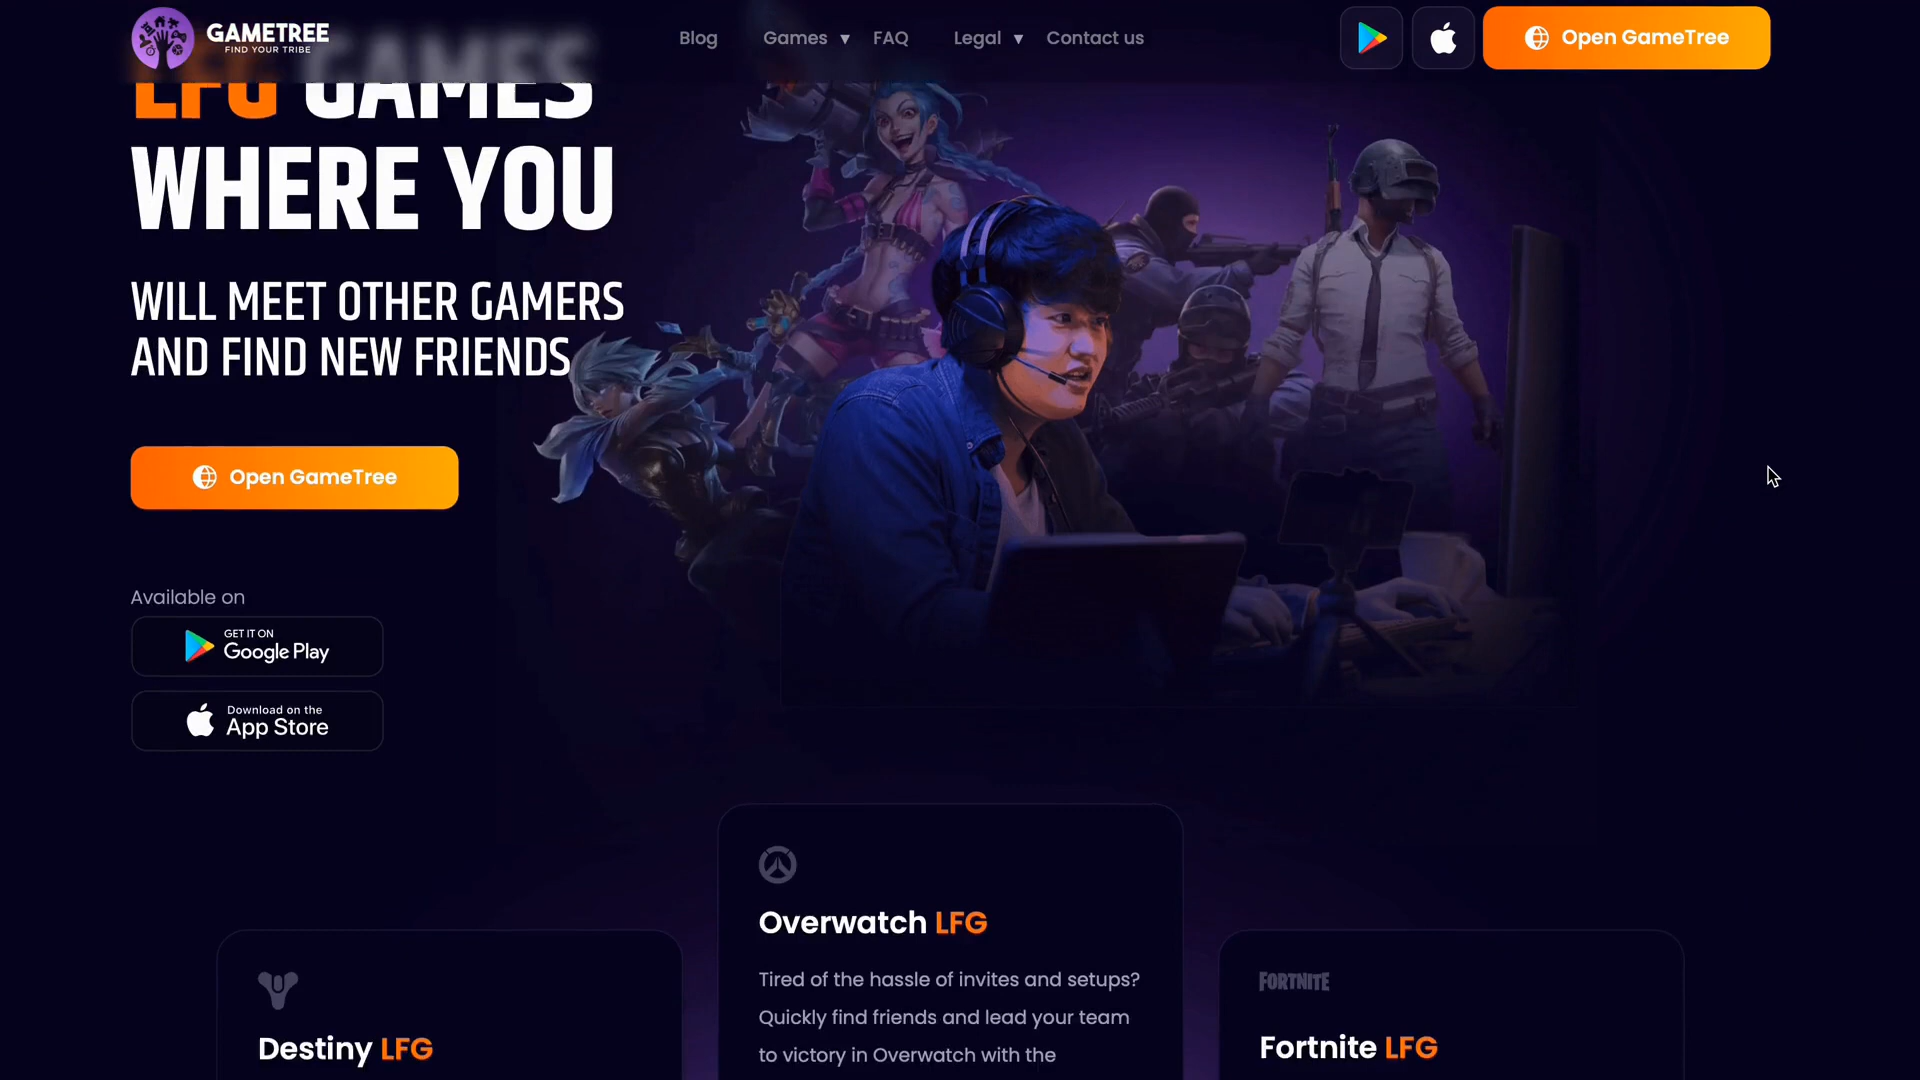 GAMETREE
FIND YOUR TRIBE
Blog
Games ▼
FAQ
Legal ▼
Contact us
Open GameTree
LFG GAMES
WHERE YOU
WILL MEET OTHER GAMERS
AND FIND NEW FRIENDS
Open GameTree
Available on
GET IT ON
Google Play
Download on the
App Store
Overwatch LFG
Tired of the hassle of invites and setups?
Quickly find friends and lead your team
to victory in Overwatch with the
Destiny LFG
FORTNITE
Fortnite LFG